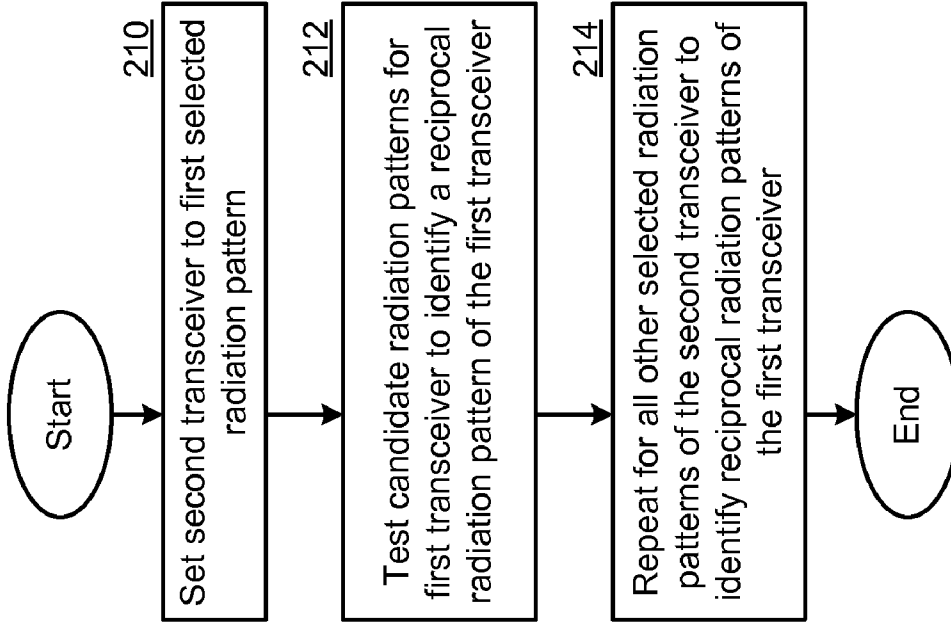 Start
210
Set second transceiver to first selected
radiation pattern
212
Test candidate radiation patterns for
first transceiver to identify a reciprocal
radiation pattern of the first transceiver
214
Repeat for all other selected radiation
patterns of the second transceiver to
identify reciprocal radiation patterns of
the first transceiver
End